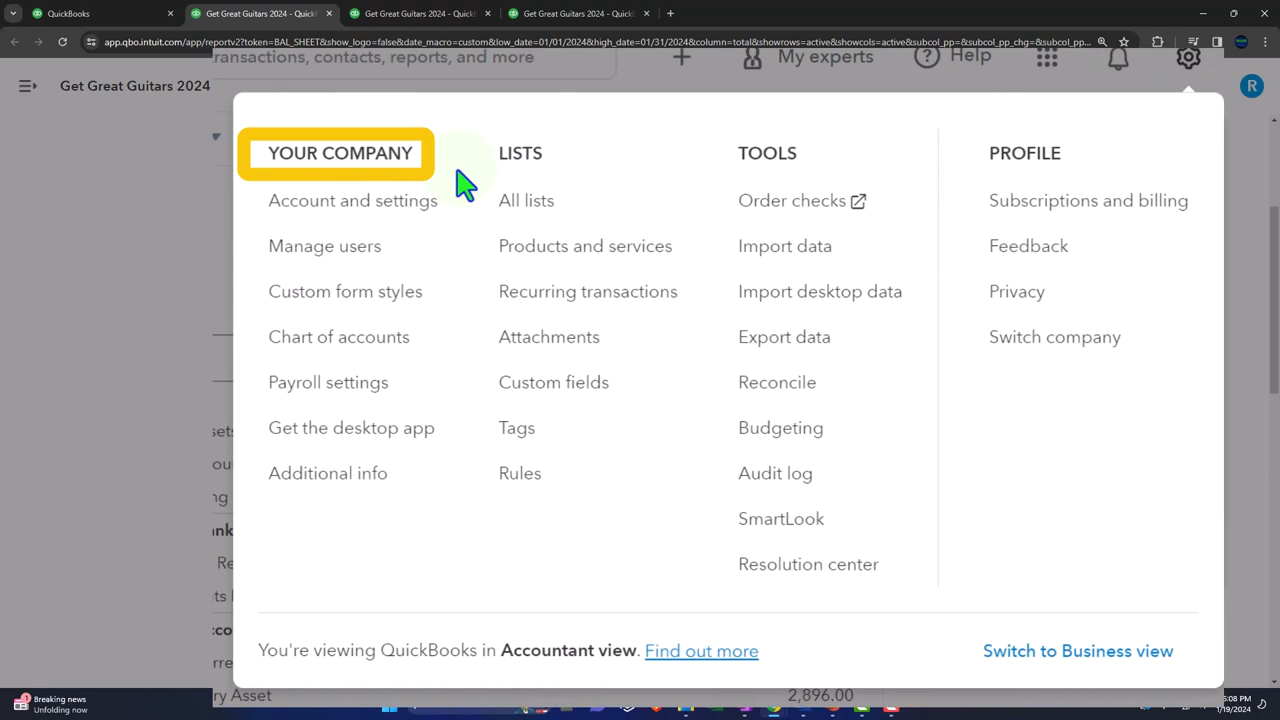 Get Great Guitars 2024 - QuickB
Get Great Guitars 2024 - QuickB
Get Great Guitars 2024 - QuickB
app.qbo.intuit.com/app/reportv2?token=BAL_SHEET&show_logo=false&date_macro=custom&low_date=01/01/2024&high_date=01/31/2024&column=total&showrows=active&showcols=active&subcol_pp=&subcol_pp_chg=&subcol_pp...
transactions, contacts, reports, and more
My experts
Help
Get Great Guitars 2024
R
YOUR COMPANY
Account and settings
Manage users
Custom form styles
Chart of accounts
Payroll settings
Get the desktop app
Additional info
LISTS
All lists
Products and services
Recurring transactions
Attachments
Custom fields
Tags
Rules
TOOLS
Order checks
Import data
Import desktop data
Export data
Reconcile
Budgeting
Audit log
SmartLook
Resolution center
PROFILE
Subscriptions and billing
Feedback
Privacy
Switch company
You're viewing QuickBooks in Accountant view. Find out more
Switch to Business view
ry Asset
2,896.00
Breaking news
Unfolding now
5:08 PM
/19/2024